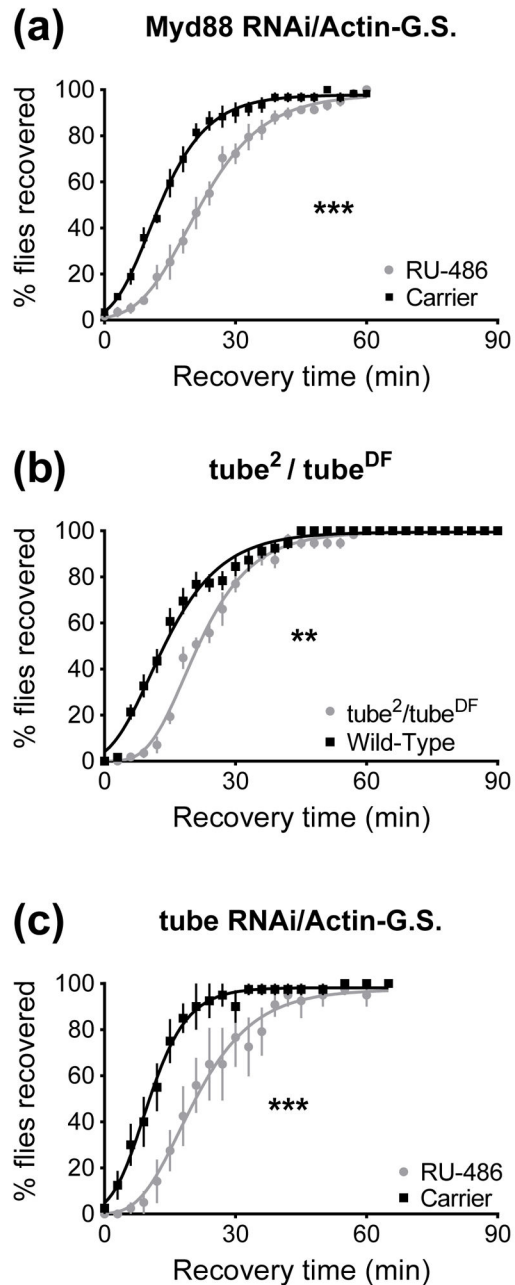 (a) Myd88 RNAi/Actin-G.S.
% flies recovered
100
80
60
40
20
0
***
RU-486
Carrier
0 30 60 90
Recovery time (min)
(b) tube² / tubeᴰꟳ
% flies recovered
100
80
60
40
20
0
**
tube²/tubeᴰꟳ
Wild-Type
0 30 60 90
Recovery time (min)
(c) tube RNAi/Actin-G.S.
% flies recovered
100
80
60
40
20
0
***
RU-486
Carrier
0 30 60 90
Recovery time (min)